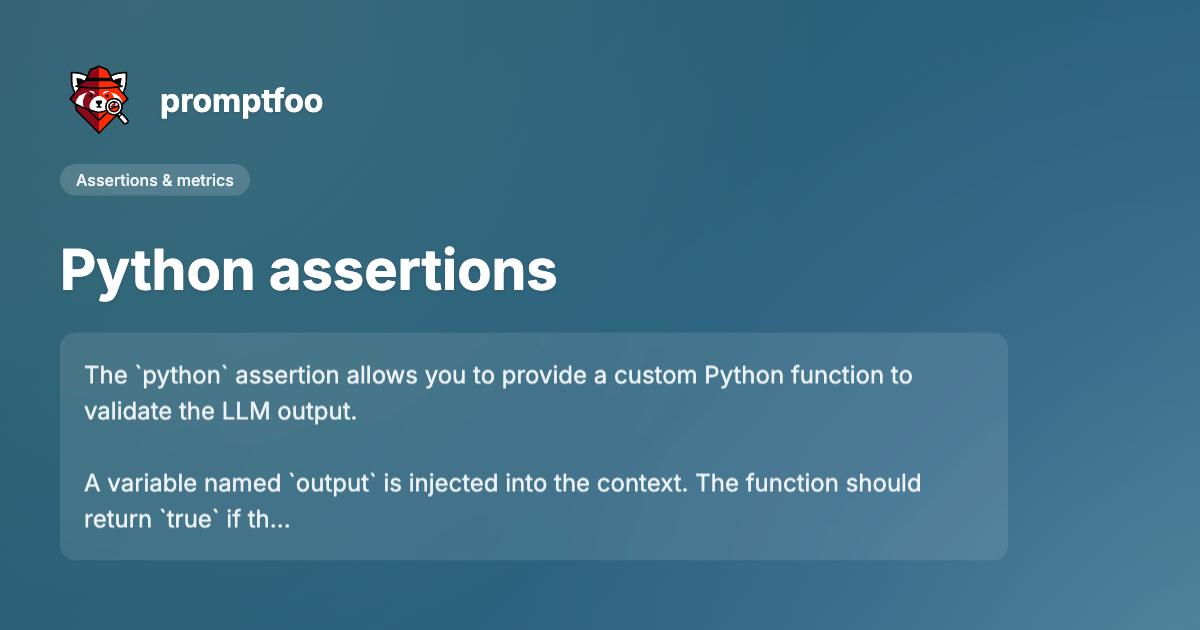 promptfoo
Assertions & metrics
Python assertions
The `python` assertion allows you to provide a custom Python function to
validate the LLM output.
A variable named `output` is injected into the context. The function should
return `true` if th...